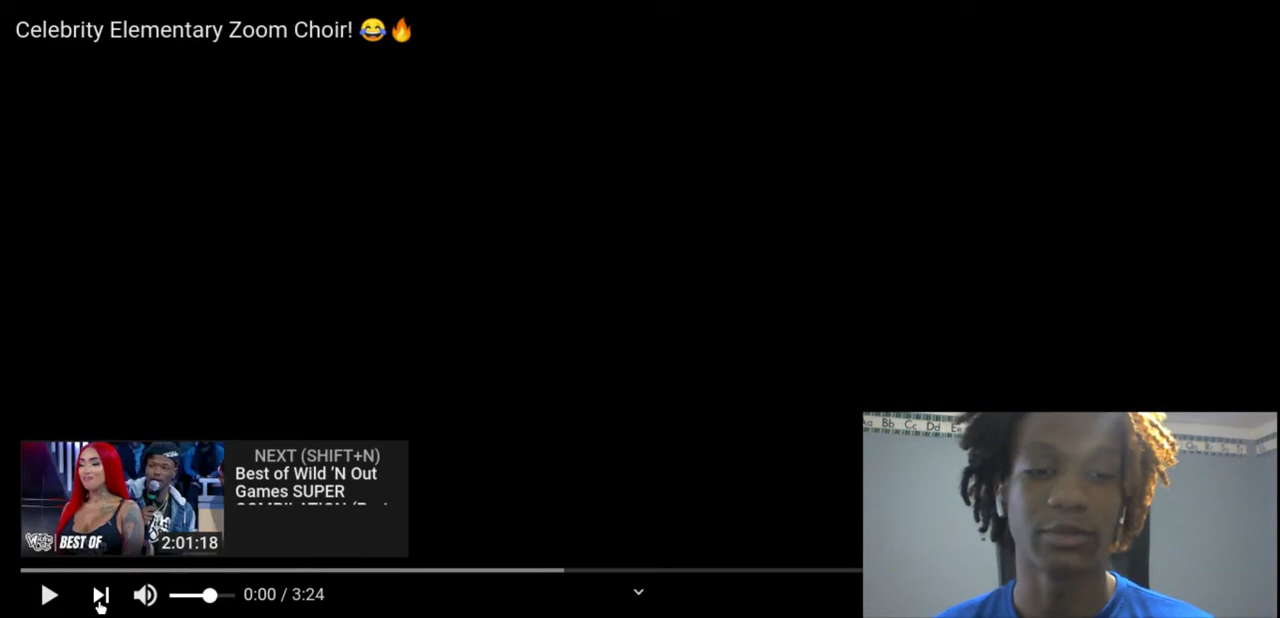 Celebrity Elementary Zoom Choir! 😂🔥
NEXT (SHIFT+N)
Best of Wild 'N Out
Games SUPER
BEST OF
2:01:18
0:00 / 3:24
Aa Bb Cc Dd Ee